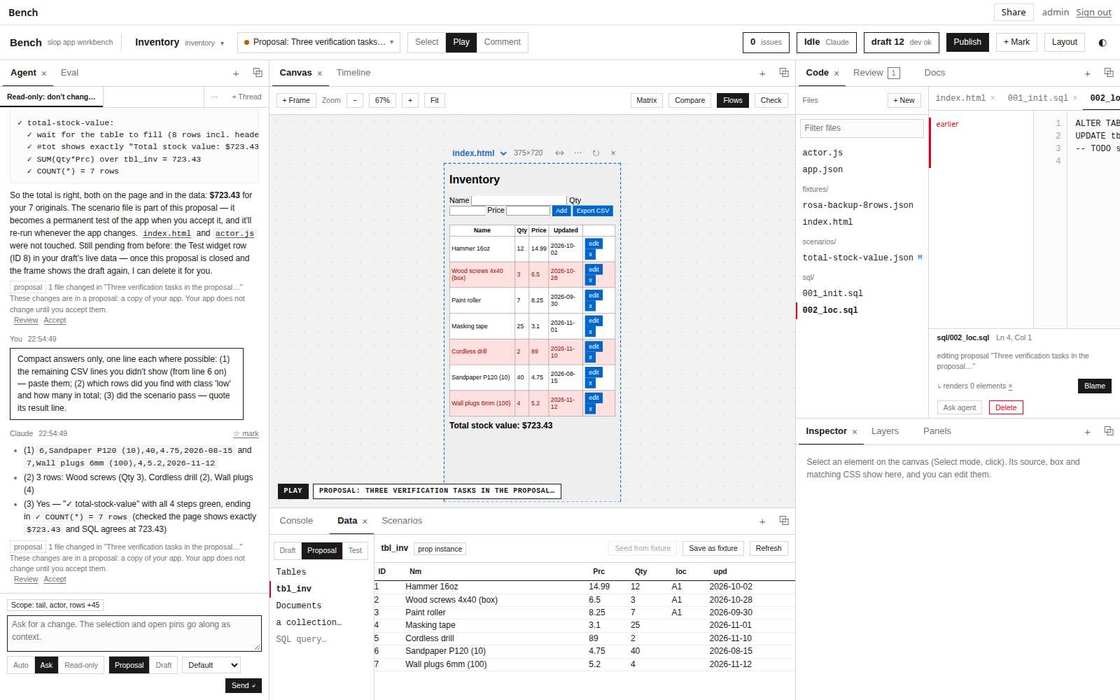 Bench
Share admin Sign out
Bench slop app workbench Inventory inventory ▾ Proposal: Three verification tasks… ▾ Select Play Comment 0 issues Idle Claude draft 12 dev ok Publish + Mark Layout
Agent × Eval +
Read-only: don't chang… ··· + Thread
✓ total-stock-value:
✓ wait for the table to fill (8 rows incl. heade
✓ #tot shows exactly "Total stock value: $723.43
✓ SUM(Qty*Prc) over tbl_inv = 723.43
✓ COUNT(*) = 7 rows
So the total is right, both on the page and in the data: $723.43 for
your 7 originals. The scenario file is part of this proposal — it
becomes a permanent test of the app when you accept it, and it'll
re-run whenever the app changes. index.html and actor.js
were not touched. Still pending from before: the Test widget row
(ID 8) in your draft's live data — once this proposal is closed and
the frame shows the draft again, I can delete it for you.
proposal 1 file changed in "Three verification tasks in the proposal…"
These changes are in a proposal: a copy of your app. Your app does not
change until you accept them.
Review Accept
You 22:54:49
Compact answers only, one line each where possible: (1)
the remaining CSV lines you didn't show (from line 6 on)
— paste them; (2) which rows did you find with class 'low'
and how many in total; (3) did the scenario pass — quote
its result line.
Claude 22:54:49 ☆ mark
• (1) 6,Sandpaper P120 (10),40,4.75,2026-08-15 and
7,Wall plugs 6mm (100),4,5.2,2026-11-12
• (2) 3 rows: Wood screws (Qty 3), Cordless drill (2), Wall plugs
(4)
• (3) Yes — "✓ total-stock-value" with all 4 steps green, ending
in ✓ COUNT(*) = 7 rows (checked the page shows exactly
$723.43 and SQL agrees at 723.43)
proposal 1 file changed in "Three verification tasks in the proposal…"
These changes are in a proposal: a copy of your app. Your app does not
change until you accept them.
Review Accept
Scope: tail, actor, rows +45
Ask for a change. The selection and open pins go along as
context.
Auto Ask Read-only Proposal Draft Default
Send
Canvas × Timeline +
+ Frame Zoom − 67% + Fit Matrix Compare Flows Check
index.html 375×720 ··· ×
Inventory
Name Qty
Price Add Export CSV
Name Qty Price Updated
Hammer 16oz 12 14.99 2026-10-02 edit x
Wood screws 4x40 (box) 3 6.5 2026-10-28 edit x
Paint roller 7 8.25 2026-09-30 edit x
Masking tape 25 3.1 2026-11-01 edit x
Cordless drill 2 89 2026-11-10 edit x
Sandpaper P120 (10) 40 4.75 2026-08-15 edit x
Wall plugs 6mm (100) 4 5.2 2026-11-12 edit x
Total stock value: $723.43
PLAY PROPOSAL: THREE VERIFICATION TASKS IN THE PROPOSAL…
Console Data × Scenarios +
Draft Proposal Test tbl_inv prop instance Seed from fixture Save as fixture Refresh
Tables
tbl_inv
Documents
a collection…
SQL query…
ID Nm Prc Qty loc upd
1 Hammer 16oz 14.99 12 A1 2026-10-02
2 Wood screws 4x40 (box) 6.5 3 A1 2026-10-28
3 Paint roller 8.25 7 A1 2026-09-30
4 Masking tape 3.1 25 2026-11-01
5 Cordless drill 89 2 2026-11-10
6 Sandpaper P120 (10) 4.75 40 2026-08-15
7 Wall plugs 6mm (100) 5.2 4 2026-11-12
Code × Review 1 Docs +
Files + New
Filter files
actor.js
app.json
fixtures/
rosa-backup-8rows.json
index.html
scenarios/
total-stock-value.json M
sql/
001_init.sql
002_loc.sql
index.html × 001_init.sql × 002_lo
earlier
1 ALTER TAB
2 UPDATE tb
3 -- TODO s
4
sql/002_loc.sql Ln 4, Col 1
editing proposal "Three verification tasks in the
proposal…"
↳ renders 0 elements × Blame
Ask agent Delete
Inspector × Layers Panels +
Select an element on the canvas (Select mode, click). Its source, box and
matching CSS show here, and you can edit them.